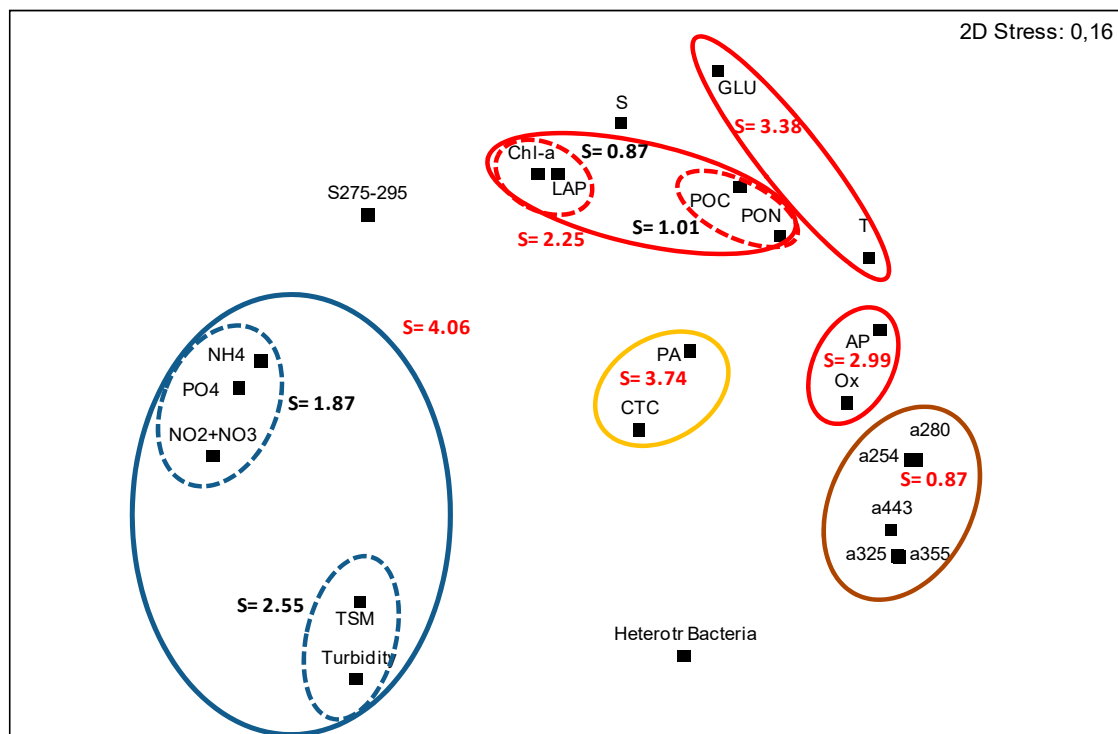 2D Stress: 0,16
GLU
S
S= 3.38
S= 0.87
Chl-a
LAP
S275-295
POC
PON
S= 1.01
T
S= 2.25
S= 4.06
AP
NH4
PA
S= 2.99
S= 3.74
PO4
Ox
S= 1.87
CTC
NO2+NO3
a280
a254
S= 0.87
a443
a325
a355
S= 2.55
TSM
Heterotr Bacteria
Turbidit